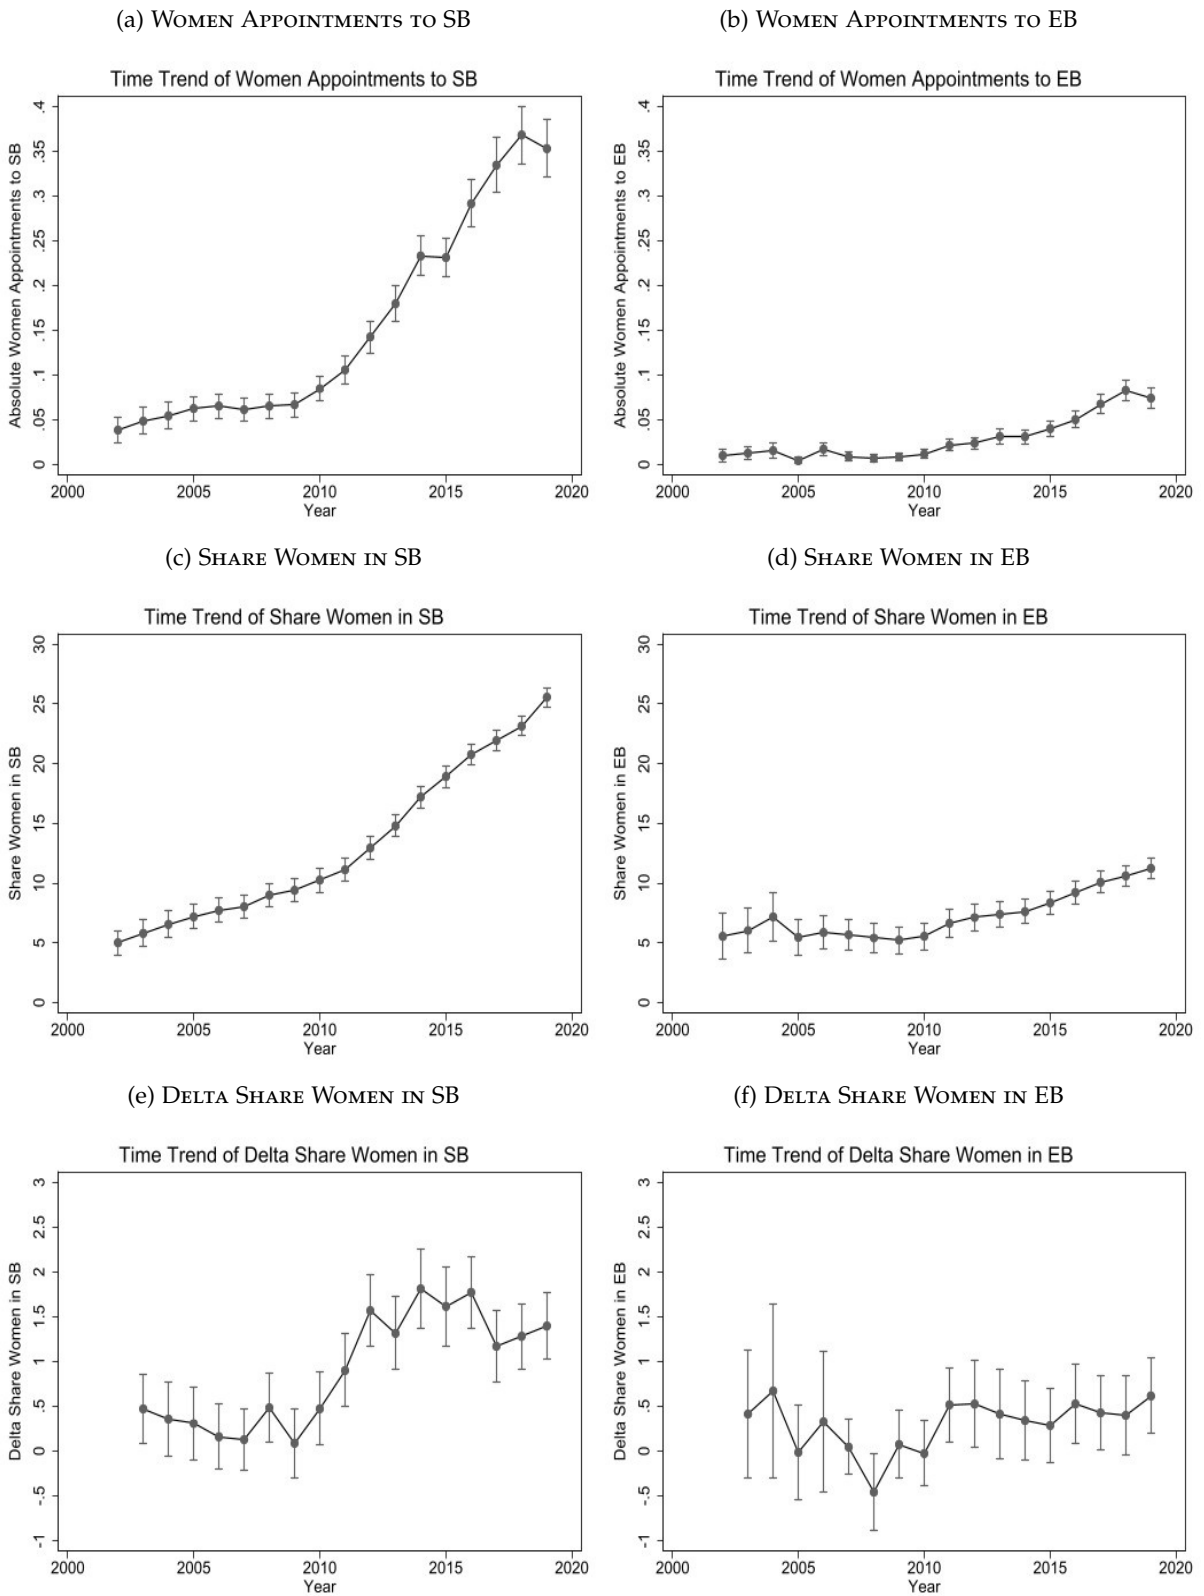 (a) Women Appointments to SB
Time Trend of Women Appointments to SB
Absolute Women Appointments to SB
.4
.35
.3
.25
.2
.15
.1
.05
0
2000 2005 2010 2015 2020
Year
(b) Women Appointments to EB
Time Trend of Women Appointments to EB
Absolute Women Appointments to EB
.4
.35
.3
.25
.2
.15
.1
.05
0
2000 2005 2010 2015 2020
Year
(c) Share Women in SB
Time Trend of Share Women in SB
Share Women in SB
30
25
20
15
10
5
0
2000 2005 2010 2015 2020
Year
(d) Share Women in EB
Time Trend of Share Women in EB
Share Women in EB
30
25
20
15
10
5
0
2000 2005 2010 2015 2020
Year
(e) Delta Share Women in SB
Time Trend of Delta Share Women in SB
Delta Share Women in SB
3
2.5
2
1.5
1
.5
0
-.5
-1
2000 2005 2010 2015 2020
Year
(f) Delta Share Women in EB
Time Trend of Delta Share Women in EB
Delta Share Women in EB
3
2.5
2
1.5
1
.5
0
-.5
-1
2000 2005 2010 2015 2020
Year